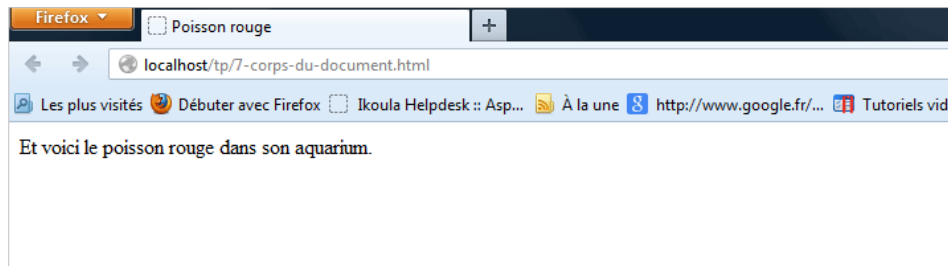 Firefox
Poisson rouge
localhost/tp/7-corps-du-document.html
Les plus visités Débuter avec Firefox Ikoula Helpdesk :: Asp... À la une http://www.google.fr/... Tutoriels vid
Et voici le poisson rouge dans son aquarium.